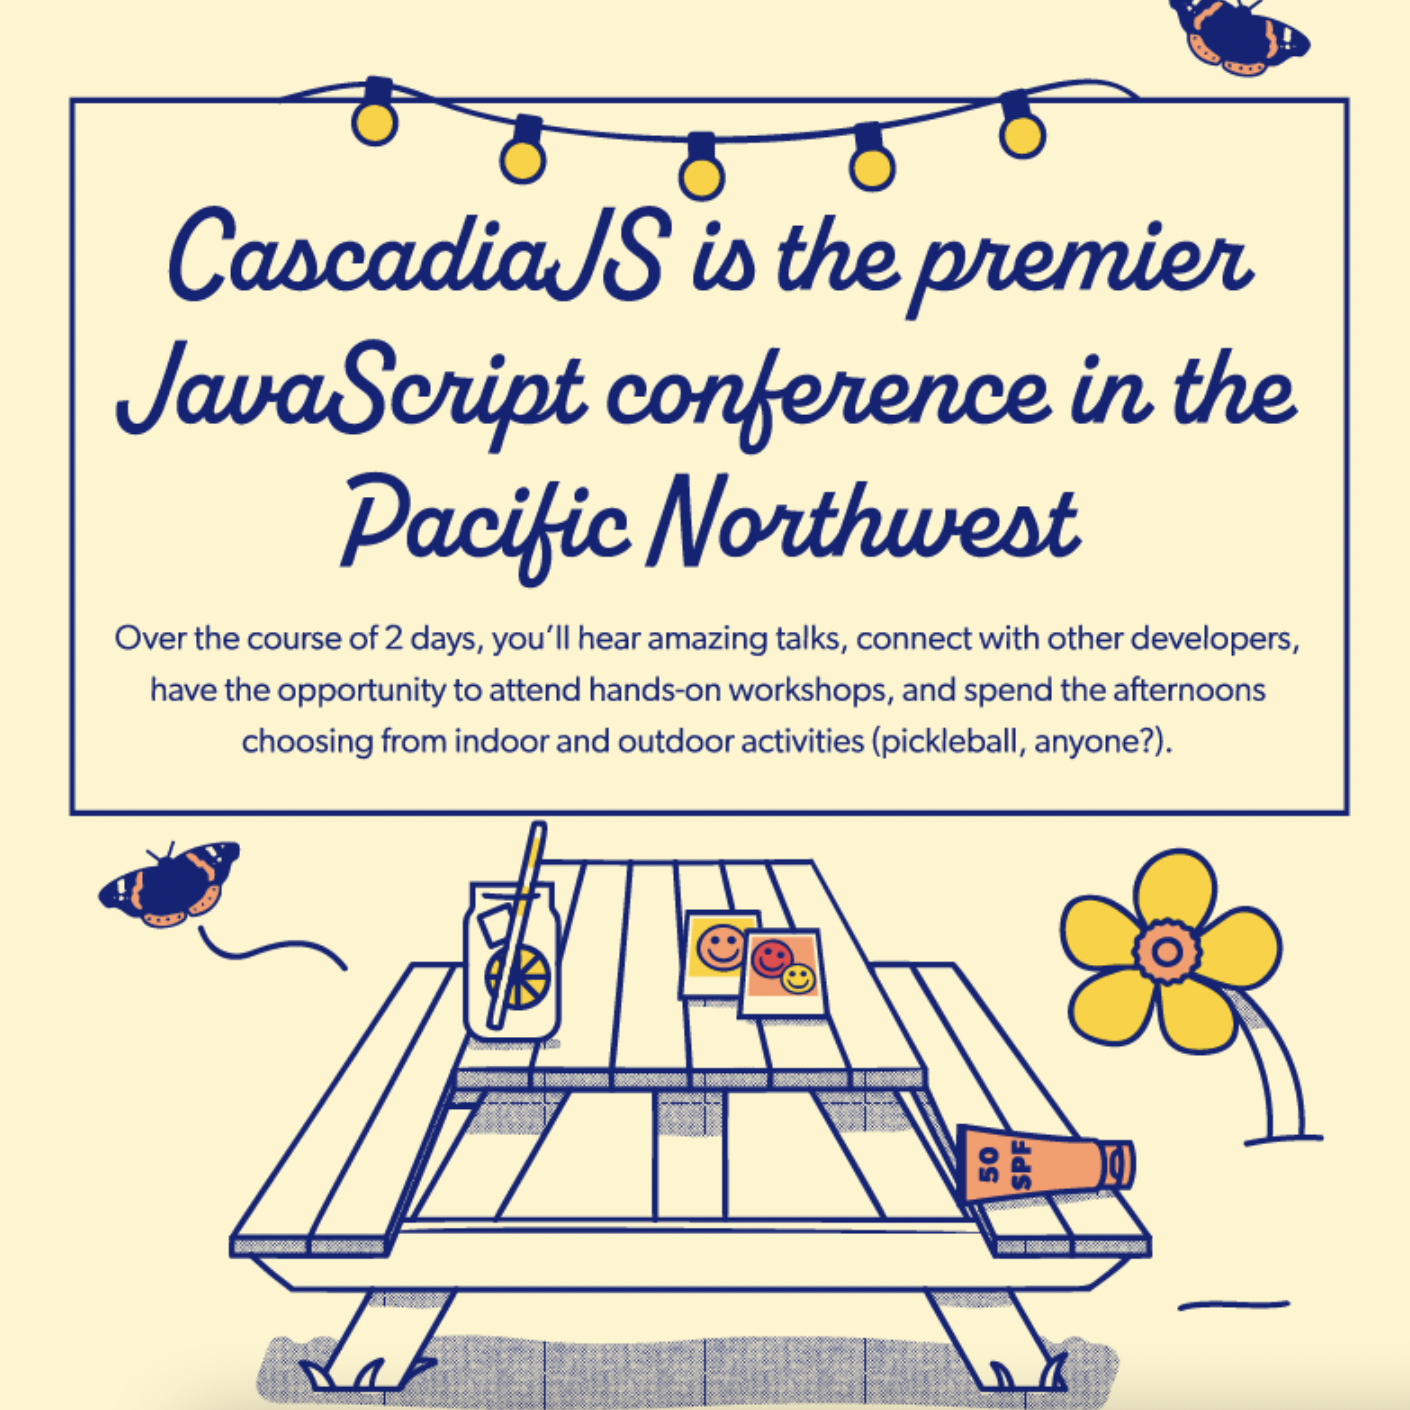 CascadiaJS is the premier
JavaScript conference in the
Pacific Northwest
Over the course of 2 days, you'll hear amazing talks, connect with other developers,
have the opportunity to attend hands-on workshops, and spend the afternoons
choosing from indoor and outdoor activities (pickleball, anyone?).
50
SPF